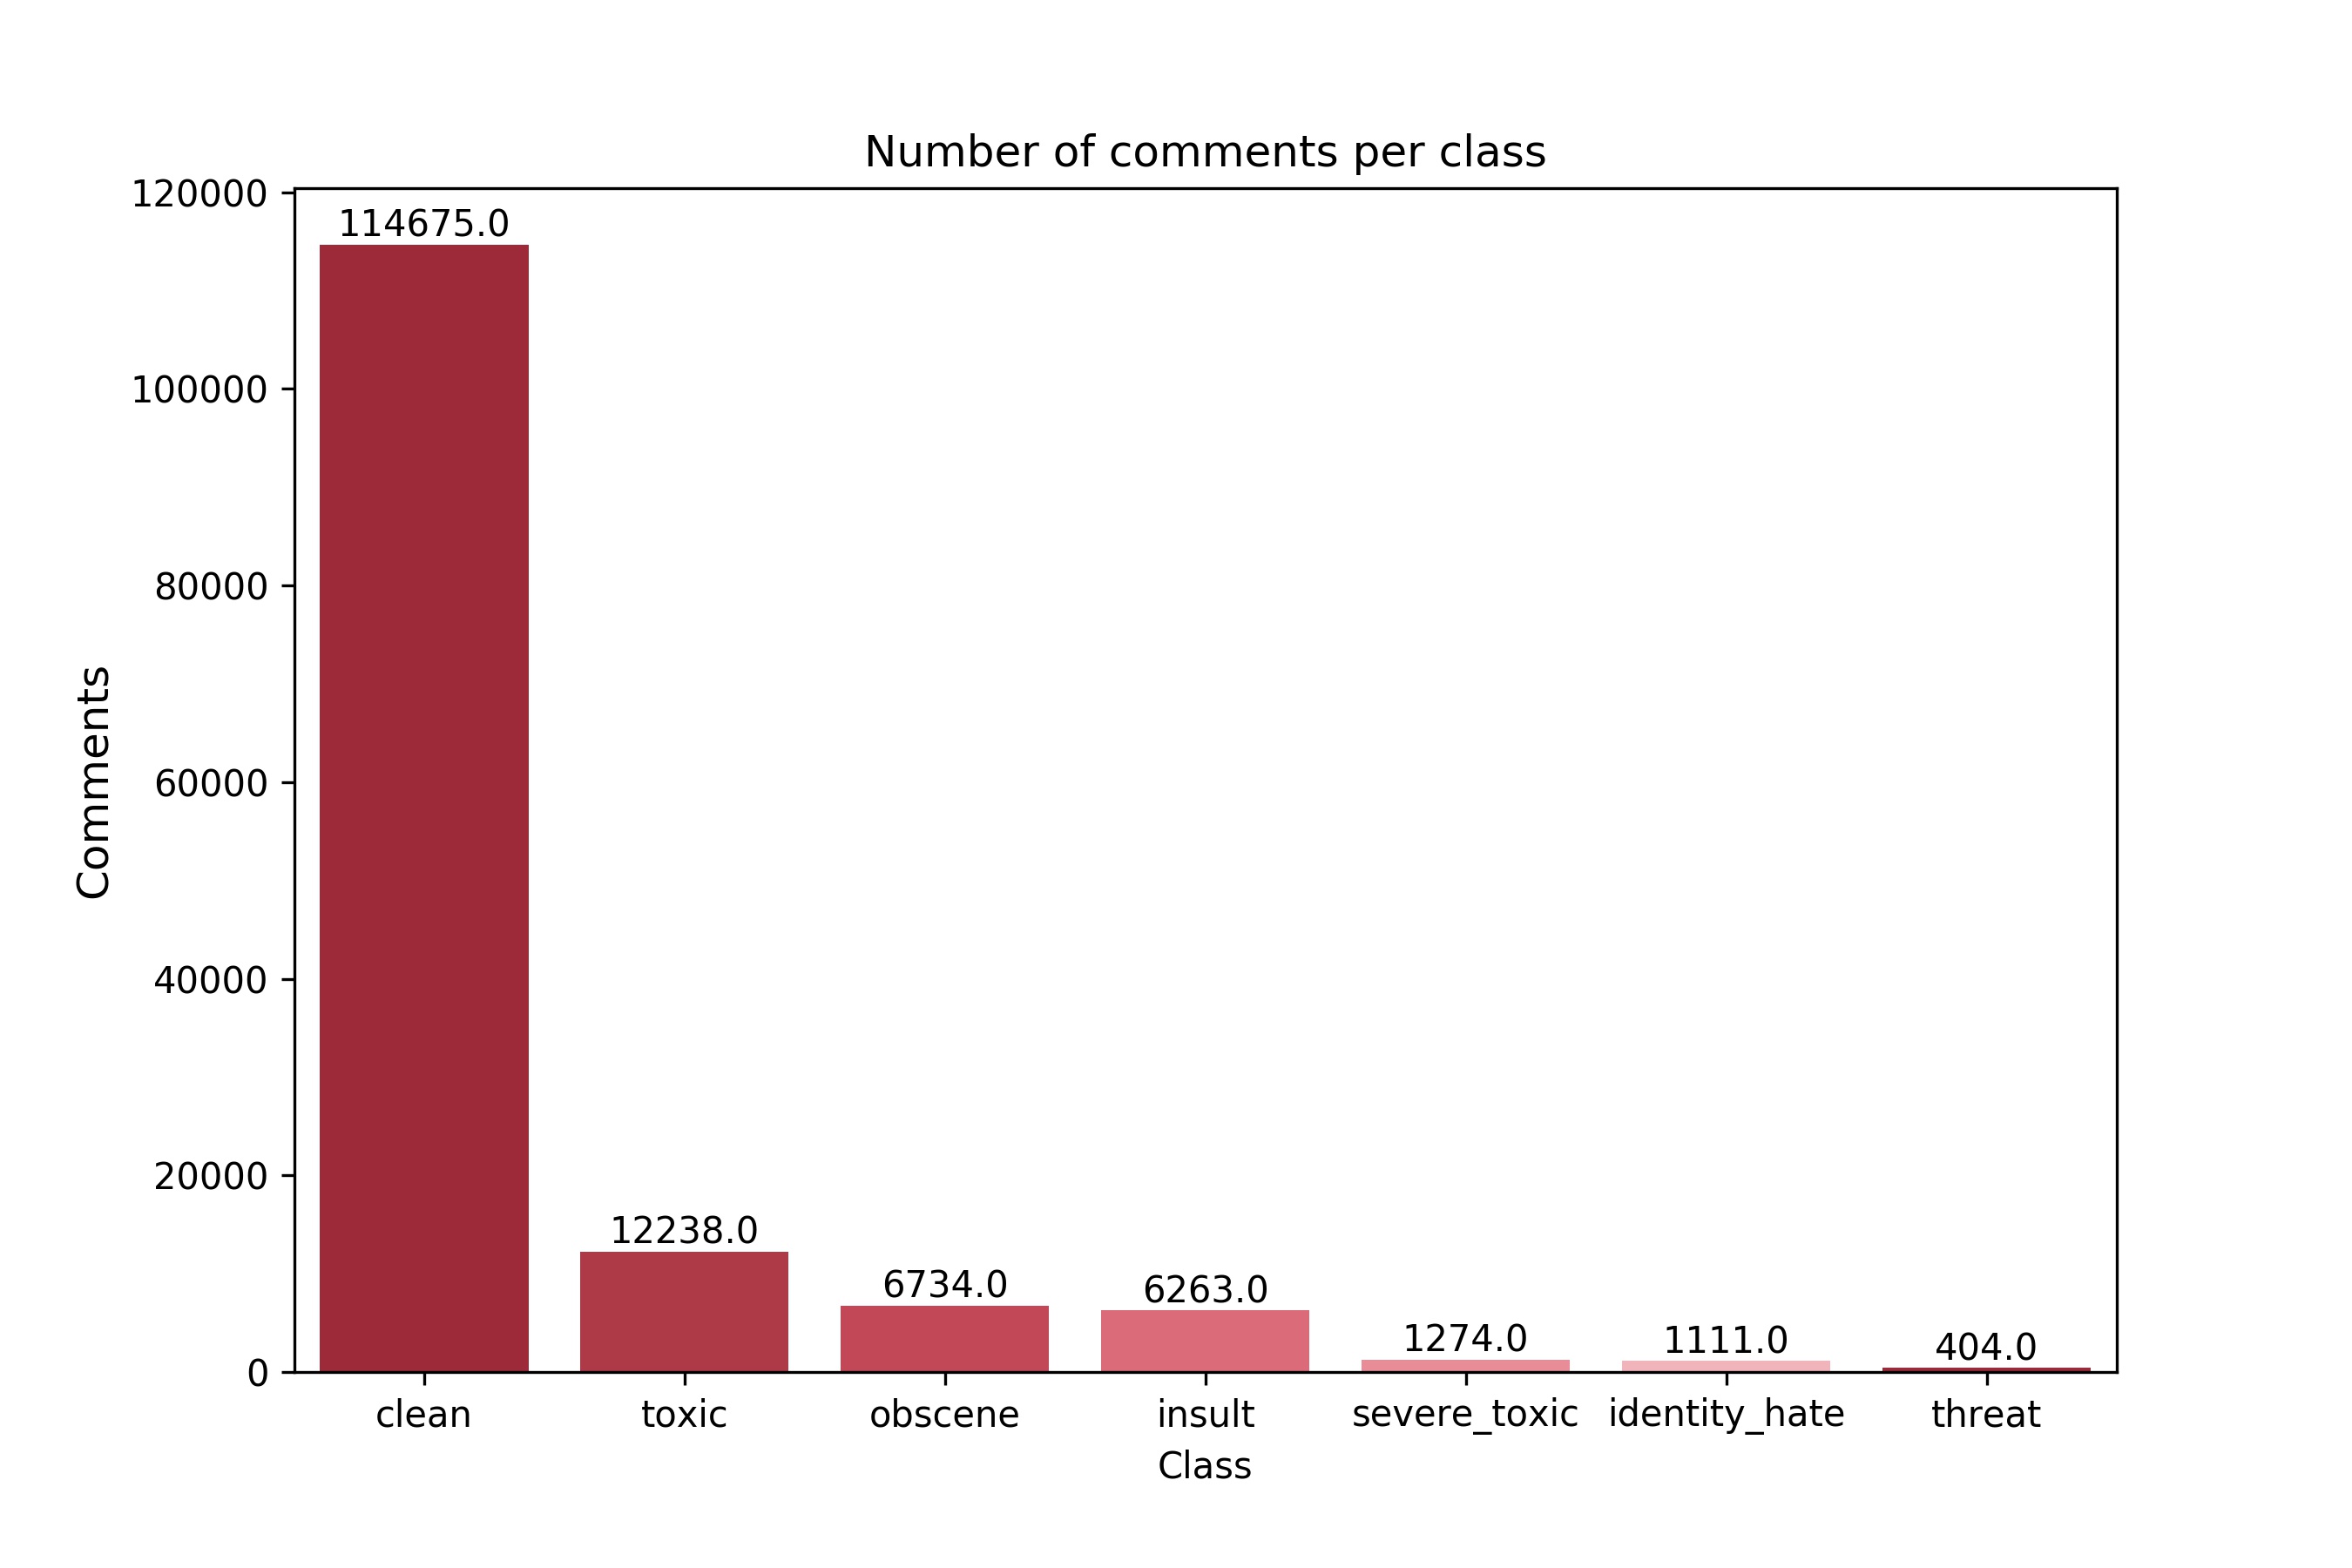 Number of comments per class
120000
100000
80000
60000
40000
20000
0
Comments
114675.0
12238.0
6734.0
6263.0
1274.0
1111.0
404.0
clean
toxic
obscene
insult
severe_toxic
identity_hate
threat
Class